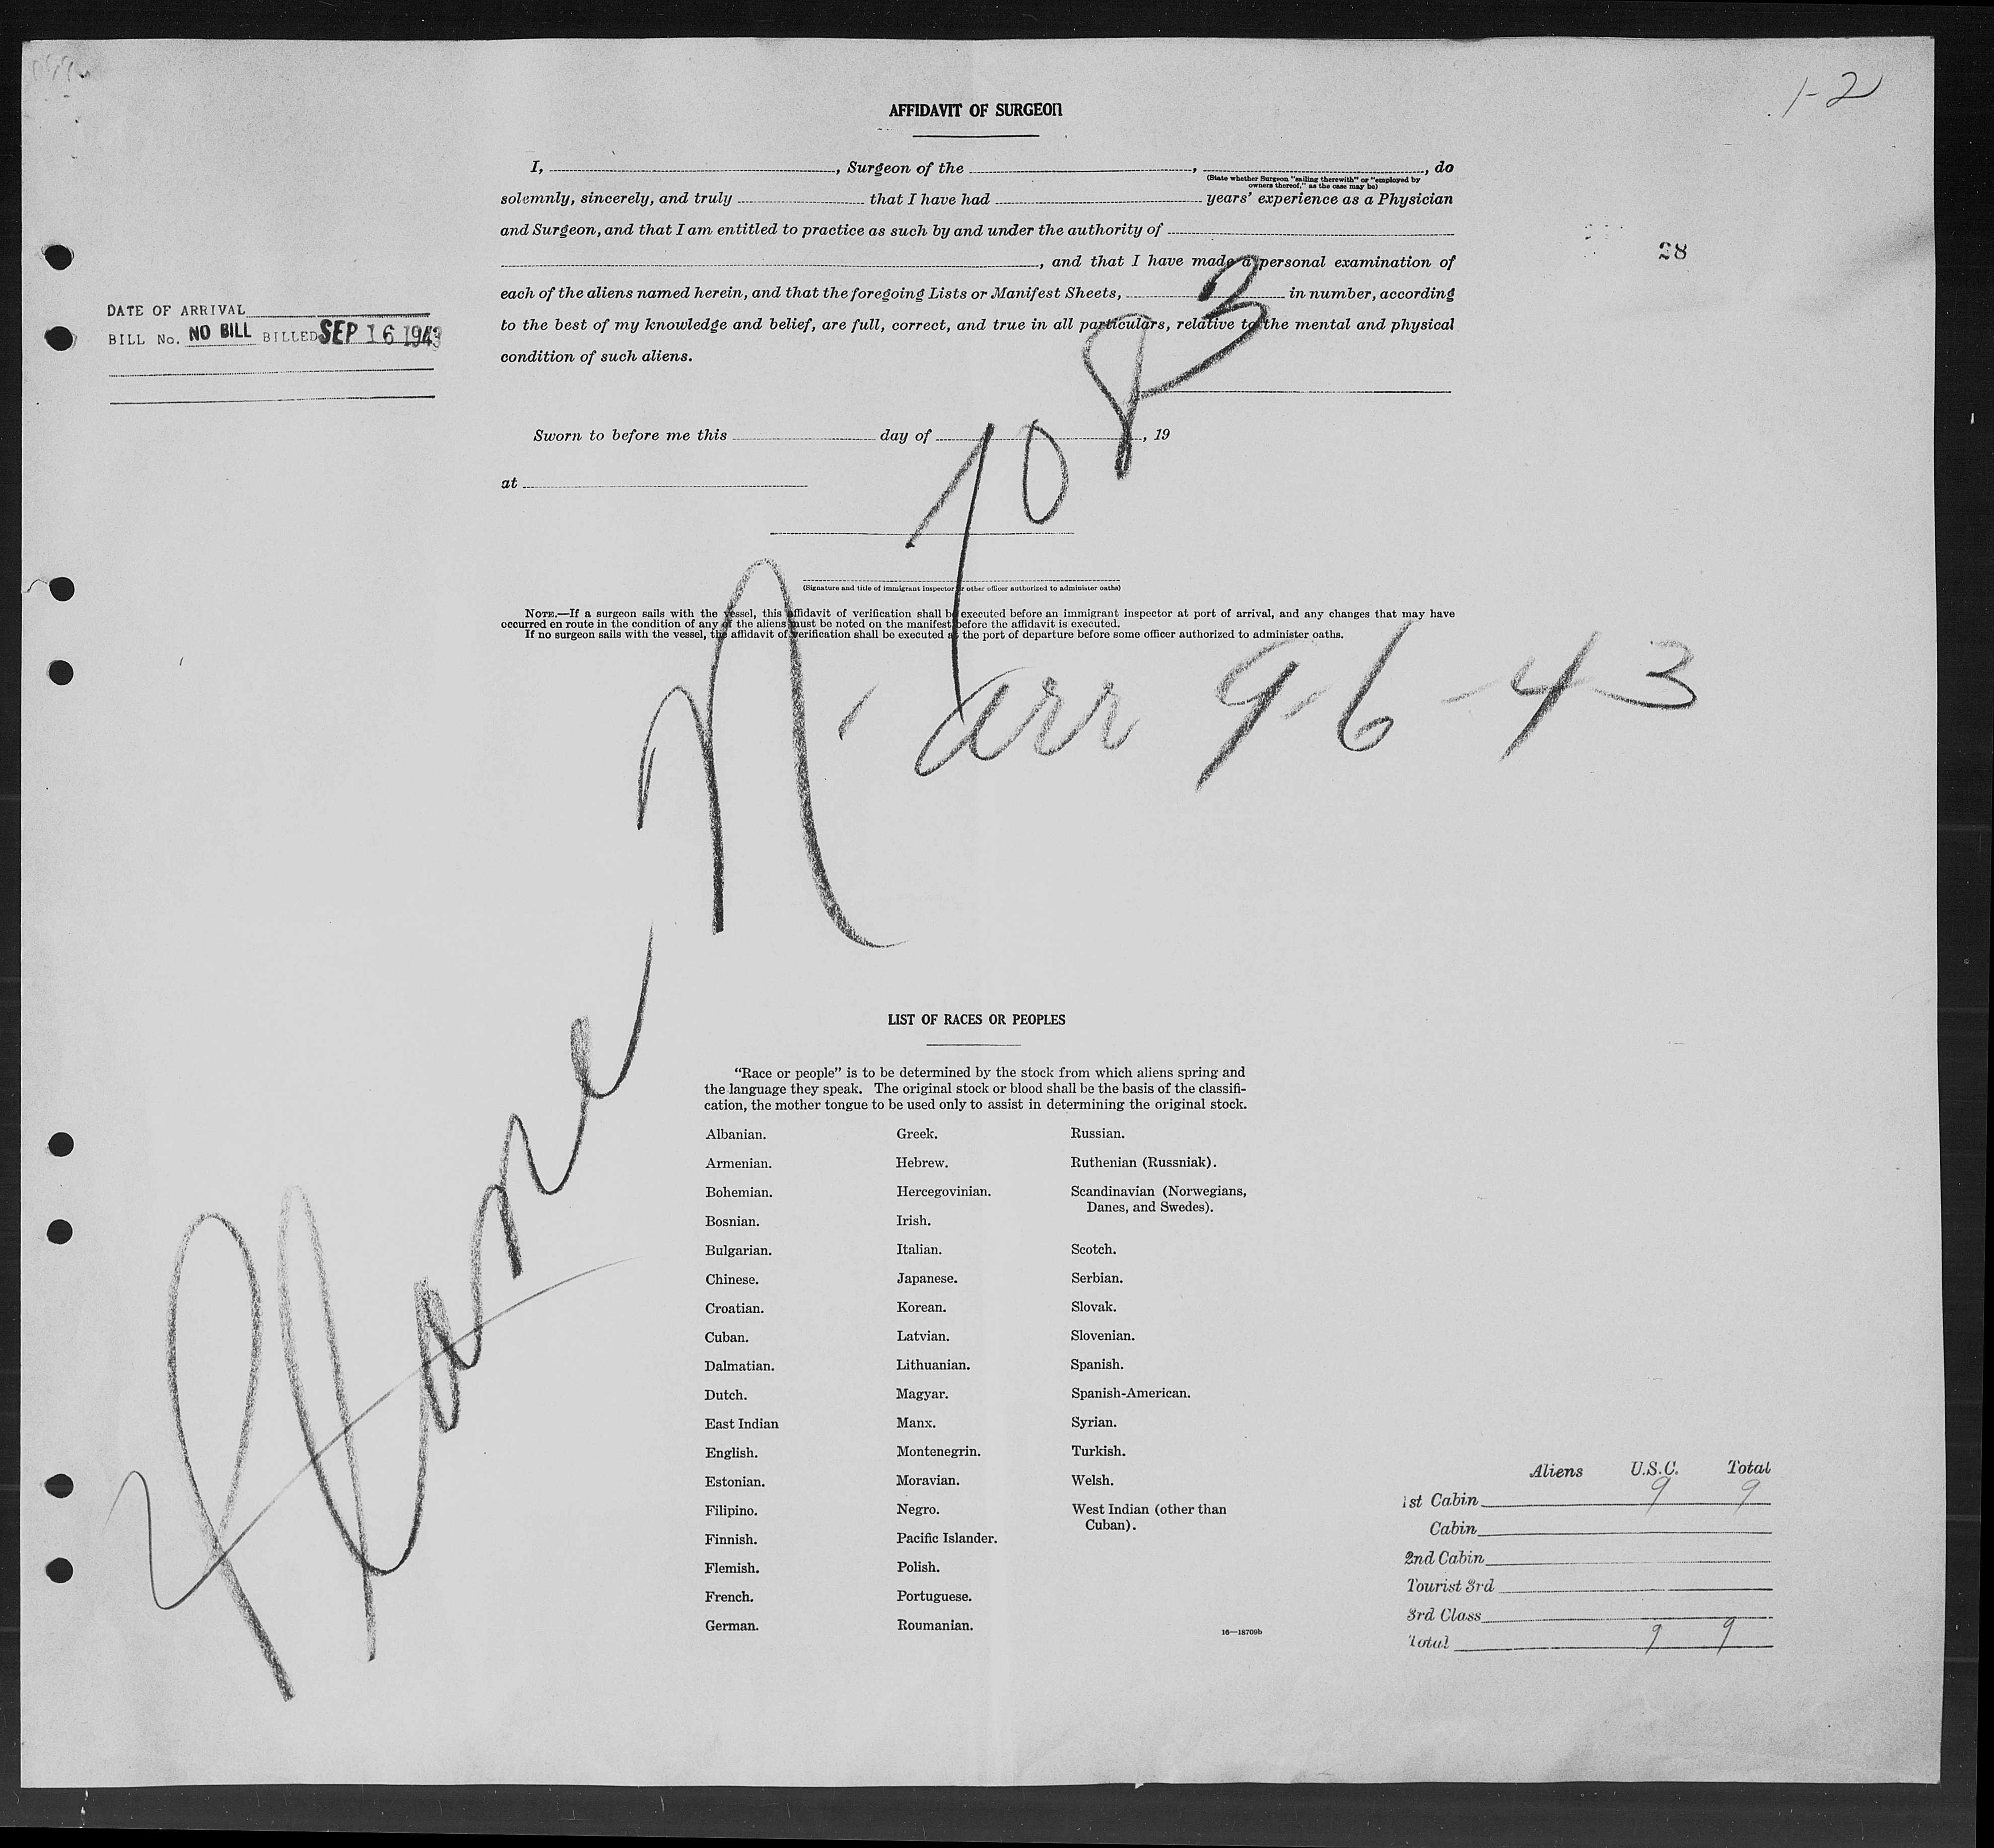 1-2
AFFIDAVIT OF SURGEON
I, , Surgeon of the , , do
(State whether Surgeon "sailing therewith" or "employed by
owners thereof," as the case may be)
solemnly, sincerely, and truly that I have had years' experience as a Physician
and Surgeon, and that I am entitled to practice as such by and under the authority of
28
, and that I have made a personal examination of
each of the aliens named herein, and that the foregoing Lists or Manifest Sheets, in number, according
to the best of my knowledge and belief, are full, correct, and true in all particulars, relative to the mental and physical
condition of such aliens.
DATE OF ARRIVAL
BILL No. NO BILL BILLED SEP 16 1943
Sworn to before me this day of , 19
at
(Signature and title of immigrant inspector or other officer authorized to administer oaths)
NOTE.—If a surgeon sails with the vessel, this affidavit of verification shall be executed before an immigrant inspector at port of arrival, and any changes that may have
occurred en route in the condition of any of the aliens must be noted on the manifest before the affidavit is executed.
If no surgeon sails with the vessel, the affidavit of verification shall be executed at the port of departure before some officer authorized to administer oaths.
Plane N
arr 9-6-43
LIST OF RACES OR PEOPLES
"Race or people" is to be determined by the stock from which aliens spring and
the language they speak. The original stock or blood shall be the basis of the classifi-
cation, the mother tongue to be used only to assist in determining the original stock.
Albanian.
Armenian.
Bohemian.
Bosnian.
Bulgarian.
Chinese.
Croatian.
Cuban.
Dalmatian.
Dutch.
East Indian
English.
Estonian.
Filipino.
Finnish.
Flemish.
French.
German.
Greek.
Hebrew.
Hercegovinian.
Irish.
Italian.
Japanese.
Korean.
Latvian.
Lithuanian.
Magyar.
Manx.
Montenegrin.
Moravian.
Negro.
Pacific Islander.
Polish.
Portuguese.
Roumanian.
Russian.
Ruthenian (Russniak).
Scandinavian (Norwegians,
Danes, and Swedes).
Scotch.
Serbian.
Slovak.
Slovenian.
Spanish.
Spanish-American.
Syrian.
Turkish.
Welsh.
West Indian (other than
Cuban).
16—18709b
Aliens U.S.C. Total
1st Cabin 9 9
Cabin
2nd Cabin
Tourist 3rd
3rd Class
Total 9 9